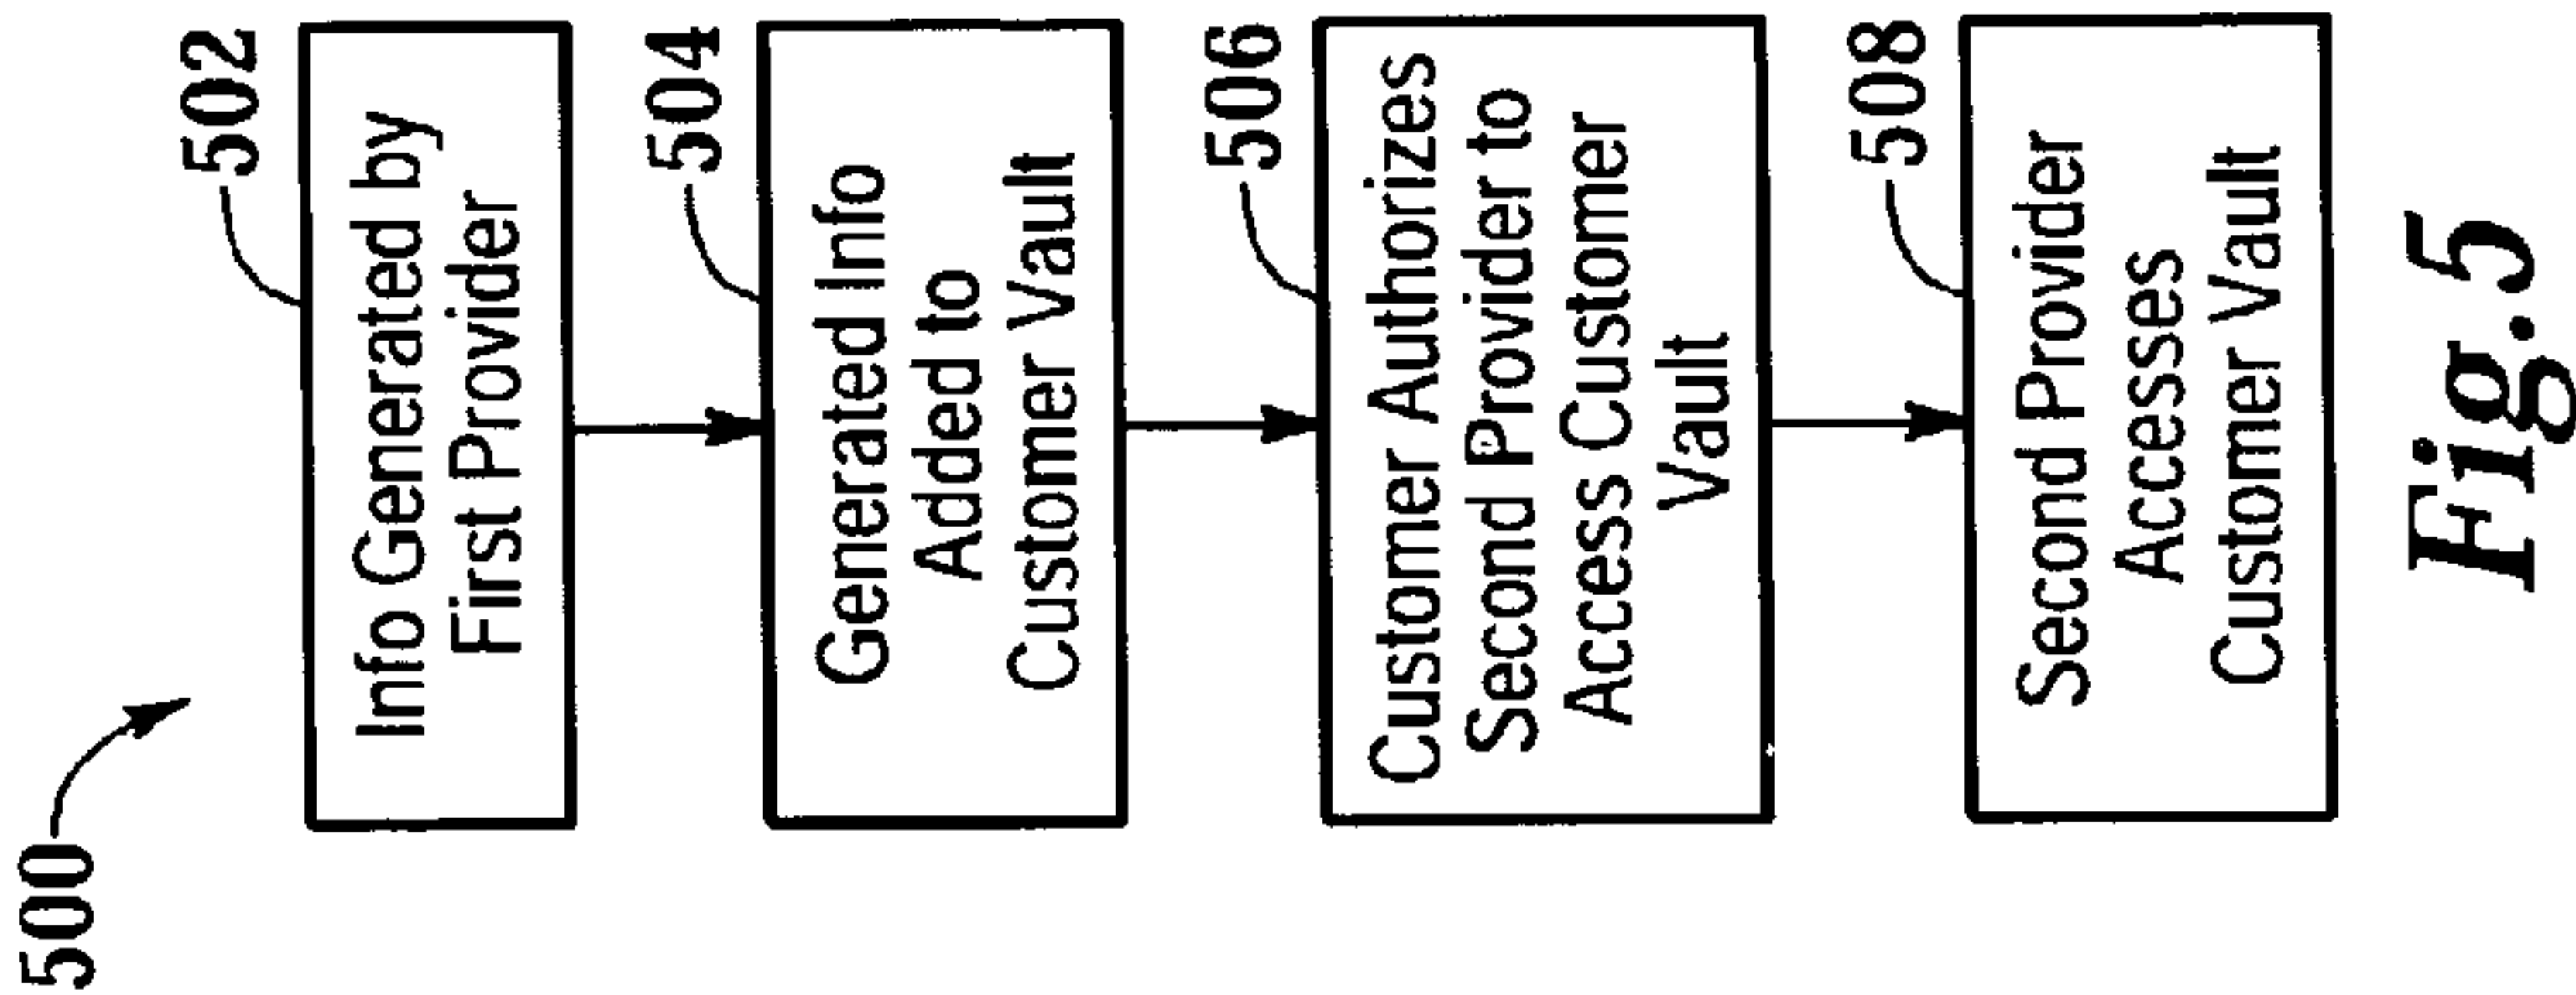 500
502
Info Generated by
First Provider
504
Generated Info
Added to
Customer Vault
506
Customer Authorizes
Second Provider to
Access Customer
Vault
508
Second Provider
Accesses
Customer Vault
Fig.5